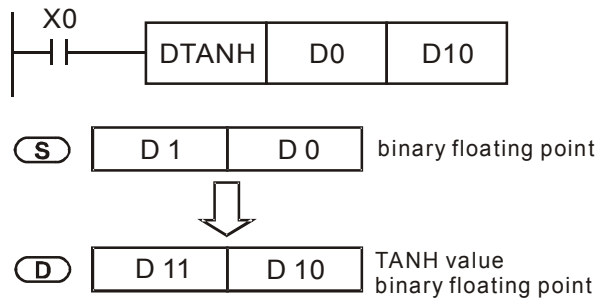 X0
DTANH D0 D10
S D 1 D 0 binary floating point
D D 11 D 10 TANH value
binary floating point